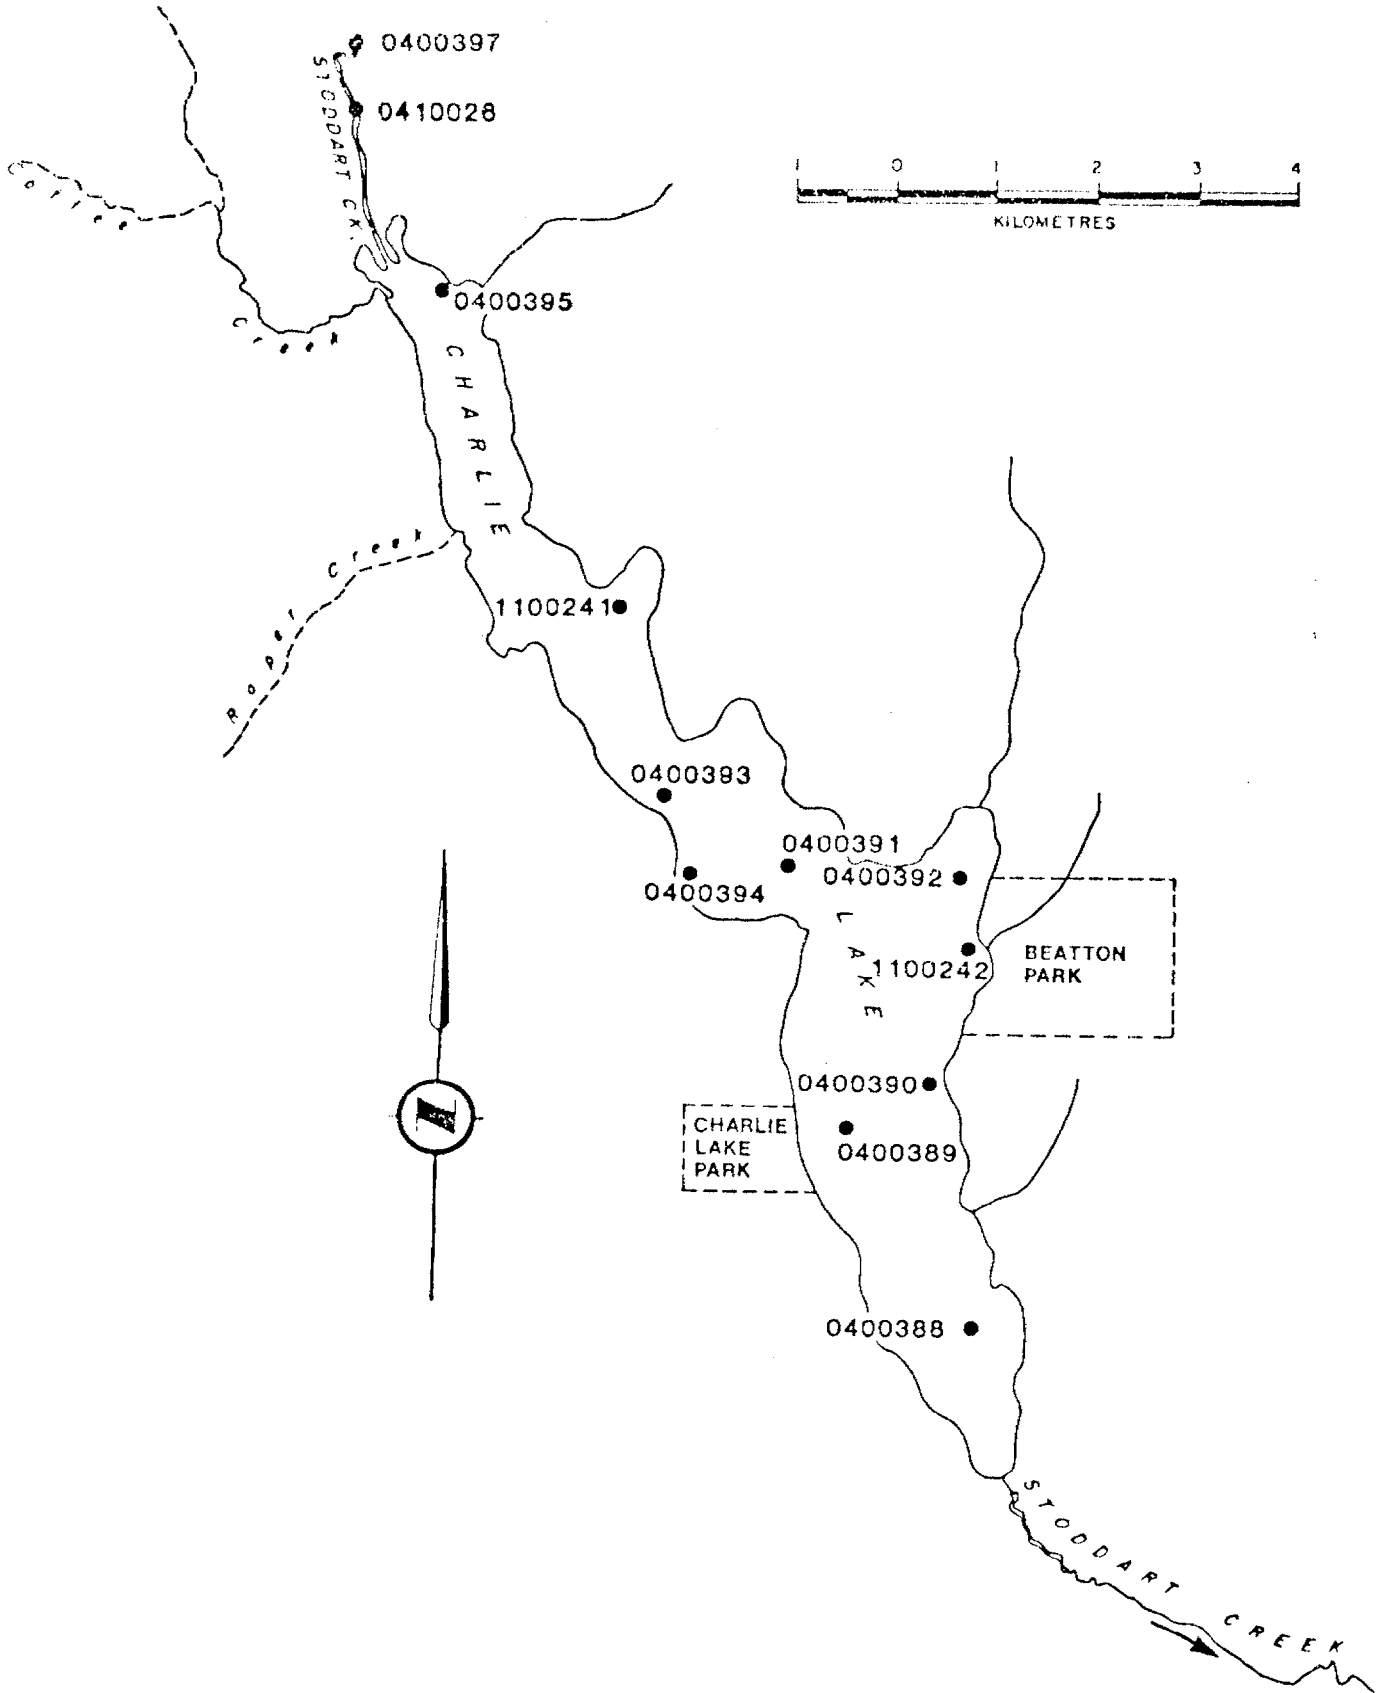 0400397
0410028
STODDART CK.
1 0 1 2 3 4
KILOMETRES
Coffee
Creek
0400395
CHARLIE
Roper Creek
1100241
0400393
0400391
0400392
0400394
LAKE
1100242
BEATTON
PARK
0400390
CHARLIE
LAKE
PARK
0400389
0400388
STODDART CREEK